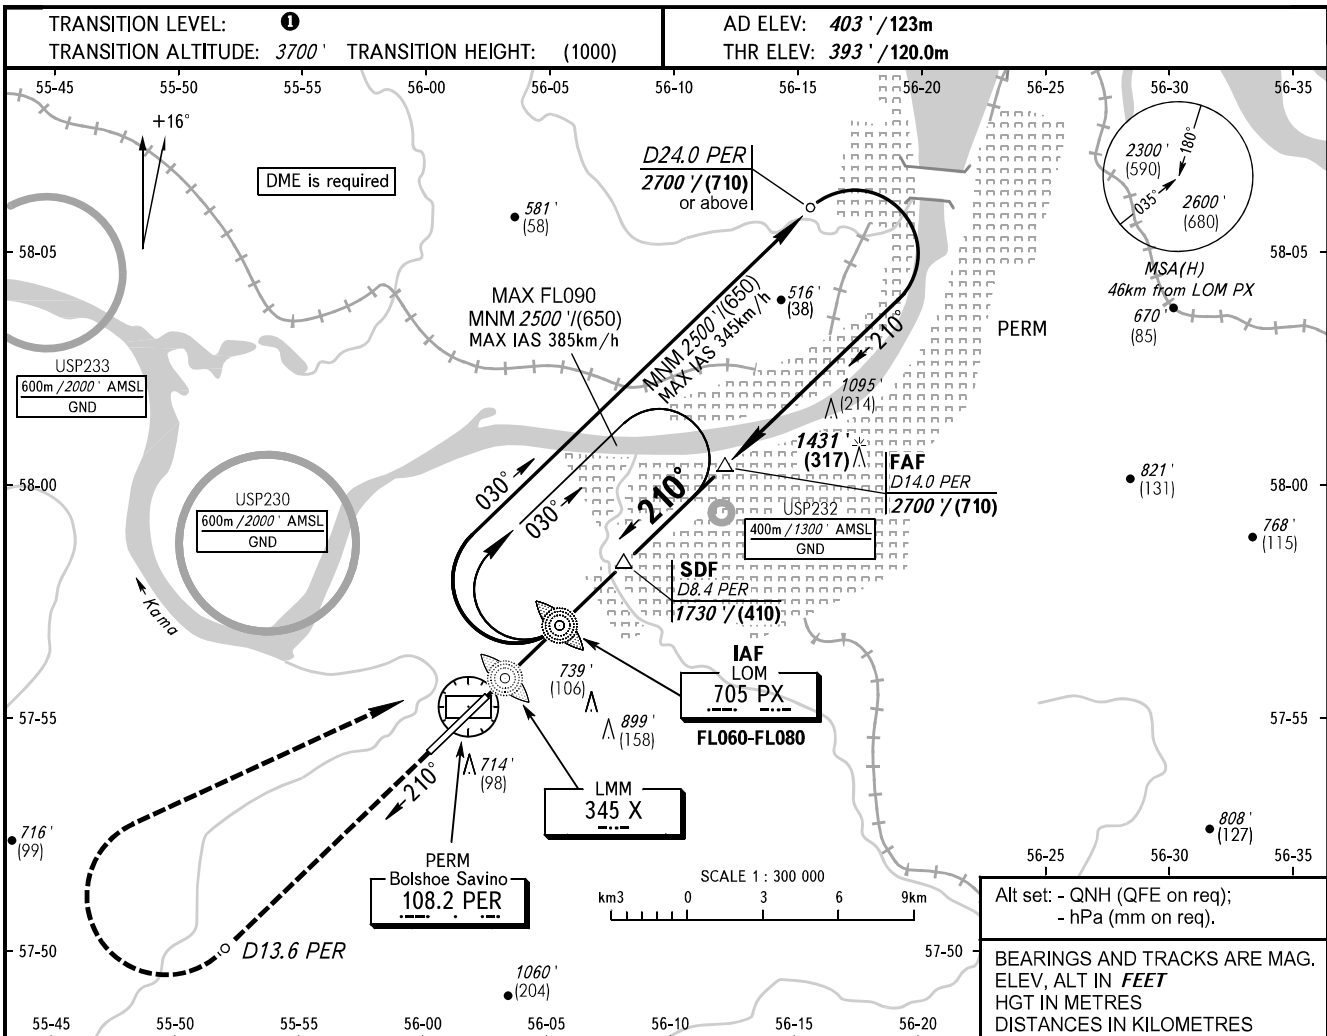 TRANSITION LEVEL: 1
TRANSITION ALTITUDE: 3700' TRANSITION HEIGHT: (1000)
AD ELEV: 403'/123m
THR ELEV: 393'/120.0m
55-45 55-50 55-55 56-00 56-05 56-10 56-15 56-20 56-25 56-30 56-35
+16°
DME is required
D24.0 PER
2700'/(710)
or above
180°
2300'
(590)
035°
2600'
(680)
581'
(58)
58-05
58-05
MSA(H)
46km from LOM PX
670'
(85)
MAX FL090
MNM 2500'/(650)
MAX IAS 385km/h
MNM 2500'/(650)
MAX IAS 345km/h
516'
(38)
210°
PERM
USP233
600m/2000' AMSL
GND
1095'
(214)
1431'
(317)
FAF
D14.0 PER
2700'/(710)
821'
(131)
58-00
58-00
030°
030°
210°
USP230
600m/2000' AMSL
GND
USP232
400m/1300' AMSL
GND
768'
(115)
SDF
D8.4 PER
1730'/(410)
Kama
IAF
LOM
705 PX
FL060-FL080
739'
(106)
899'
(158)
57-55
57-55
714'
(98)
210°
LMM
345 X
716'
(99)
808'
(127)
PERM
Bolshoe Savino
108.2 PER
SCALE 1 : 300 000
km3 0 3 6 9km
56-25 56-30 56-35
Alt set: - QNH (QFE on req);
- hPa (mm on req).
57-50
D13.6 PER
57-50
1060'
(204)
BEARINGS AND TRACKS ARE MAG.
ELEV, ALT IN FEET
HGT IN METRES
DISTANCES IN KILOMETRES
55-45 55-50 55-55 56-00 56-05 56-10 56-15 56-20